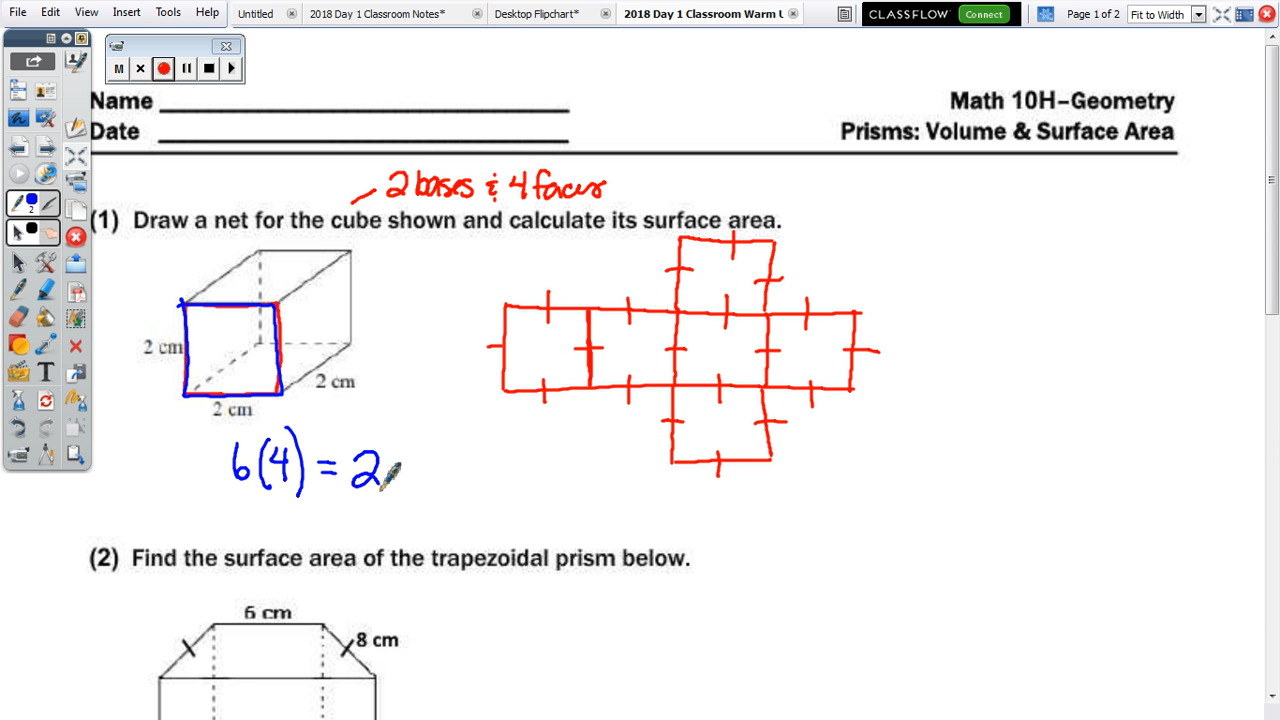 File Edit View Insert Tools Help Untitled 2018 Day 1 Classroom Notes* Desktop Flipchart* 2018 Day 1 Classroom Warm U CLASSFLOW Connect Page 1 of 2 Fit to Width
M
Name
Math 10H–Geometry
Date
Prisms: Volume & Surface Area
2 bases & 4 faces
(1) Draw a net for the cube shown and calculate its surface area.
2 cm
2 cm
2 cm
6(4) = 2
(2) Find the surface area of the trapezoidal prism below.
6 cm
8 cm
2
T